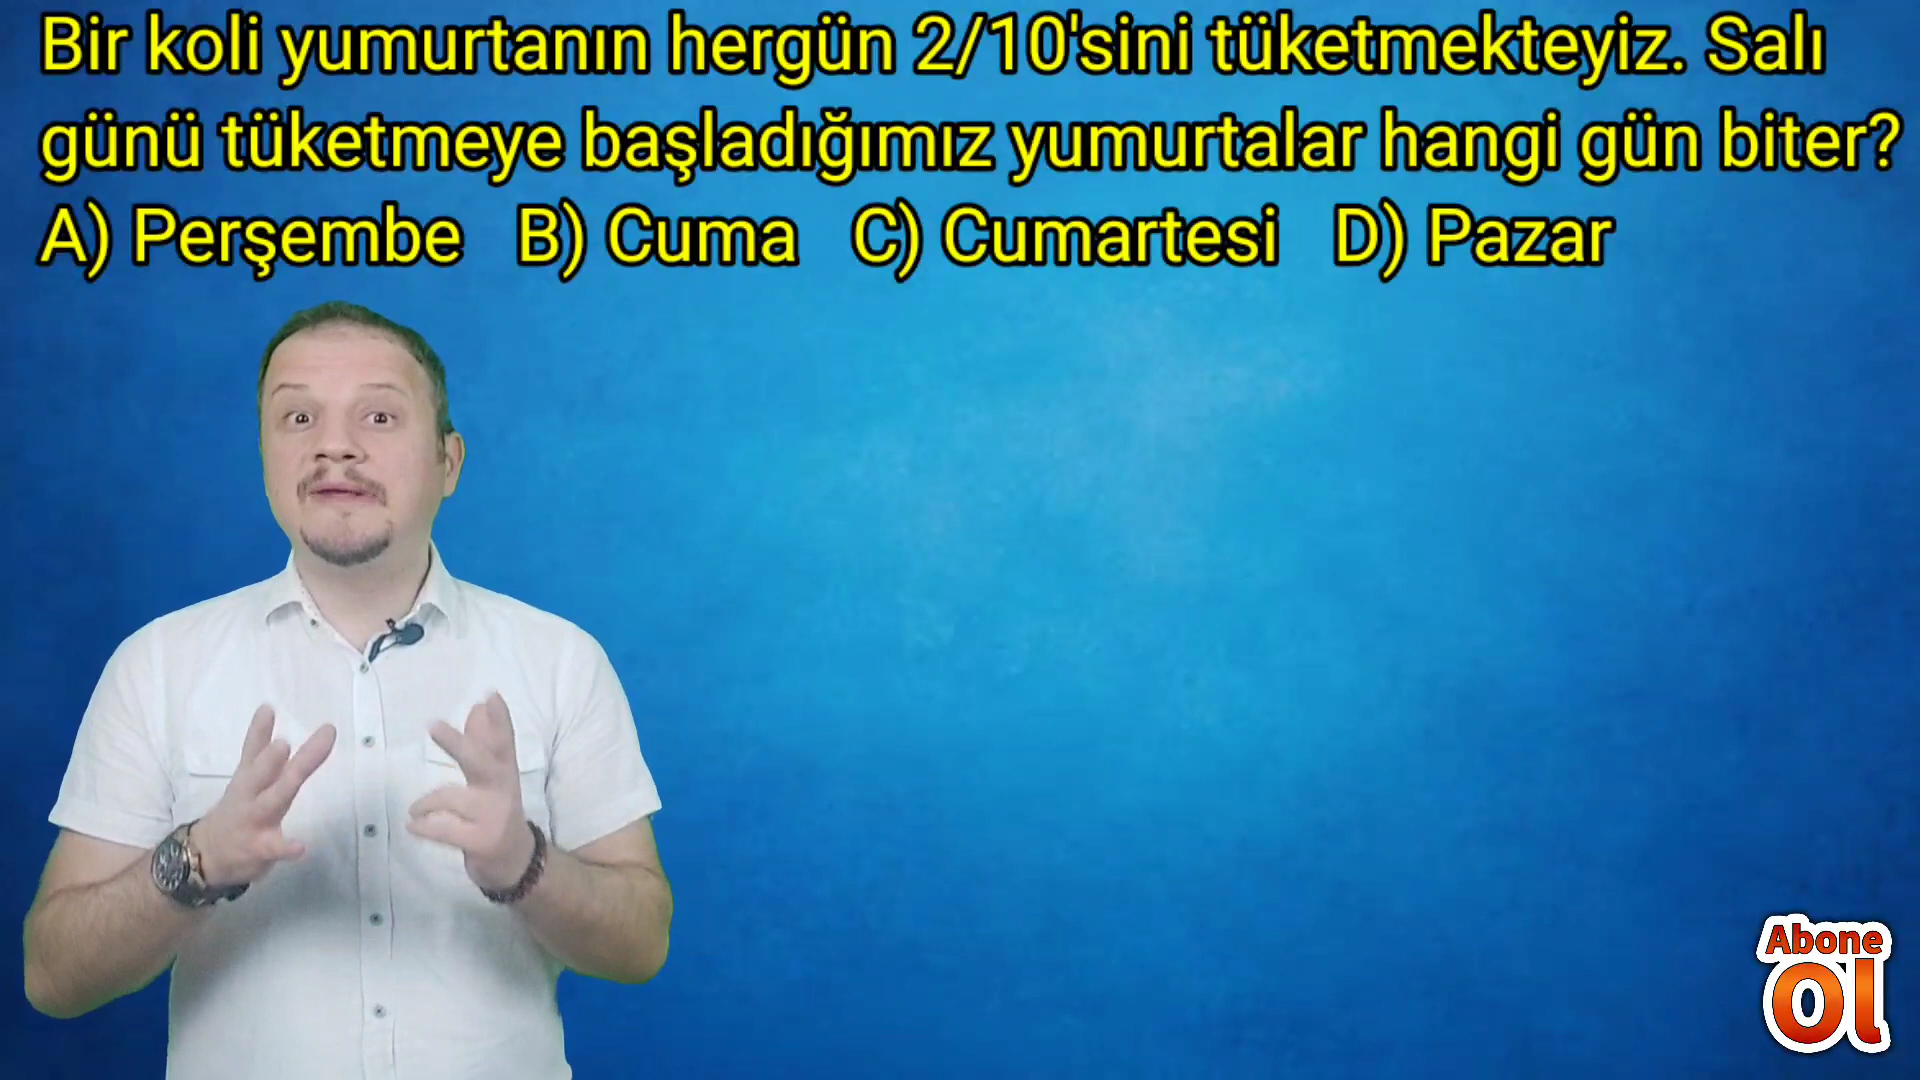 Bir koli yumurtanın hergün 2/10'sini tüketmekteyiz. Salı
günü tüketmeye başladığımız yumurtalar hangi gün biter?
A) Perşembe B) Cuma C) Cumartesi D) Pazar
Abone
Ol